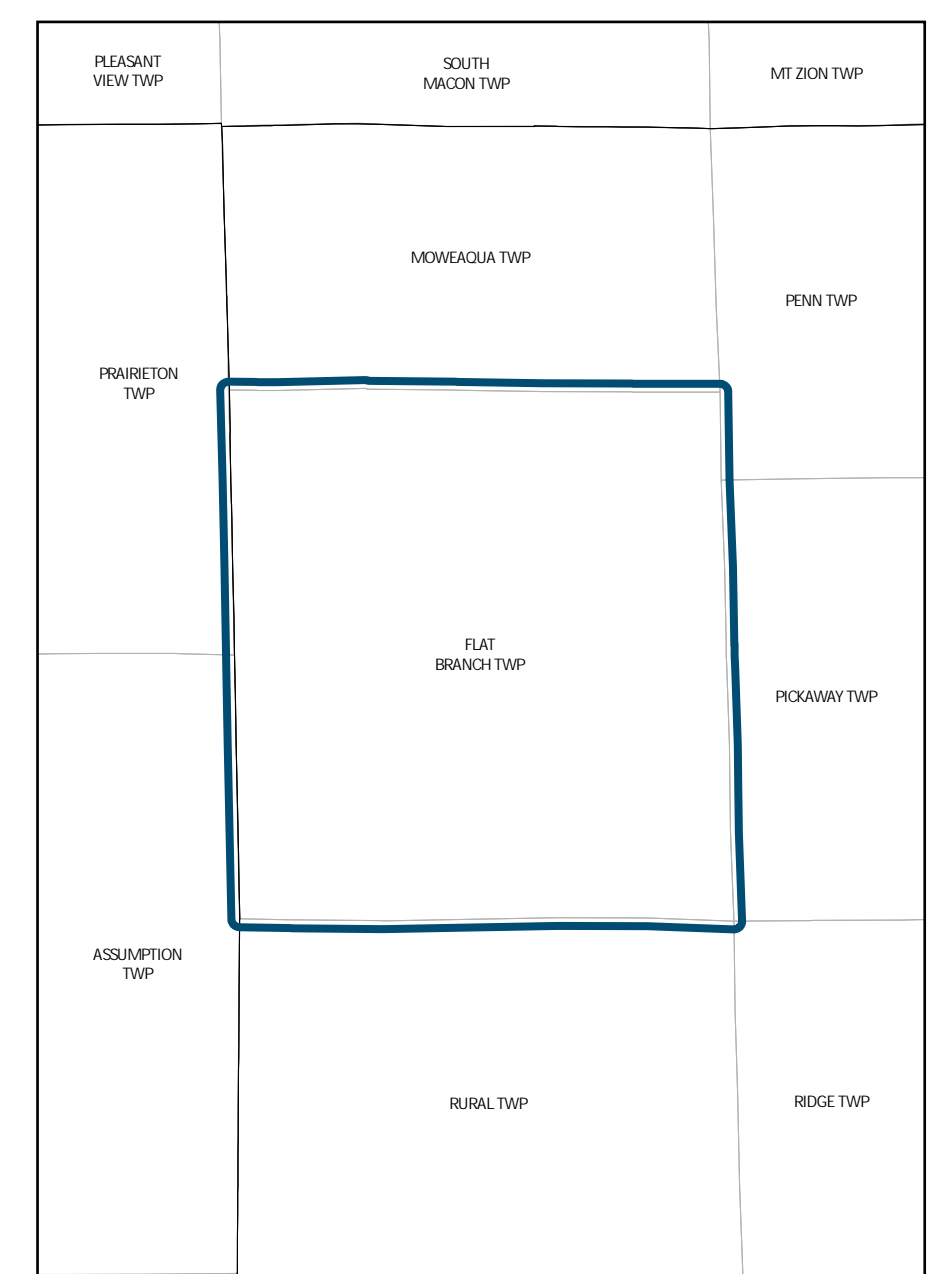 PLEASANT
VIEW TWP
SOUTH
MACON TWP
MT ZION TWP
MOWEAQUA TWP
PENN TWP
PRAIRIETON
TWP
FLAT
BRANCH TWP
PICKAWAY TWP
ASSUMPTION
TWP
RURAL TWP
RIDGE TWP